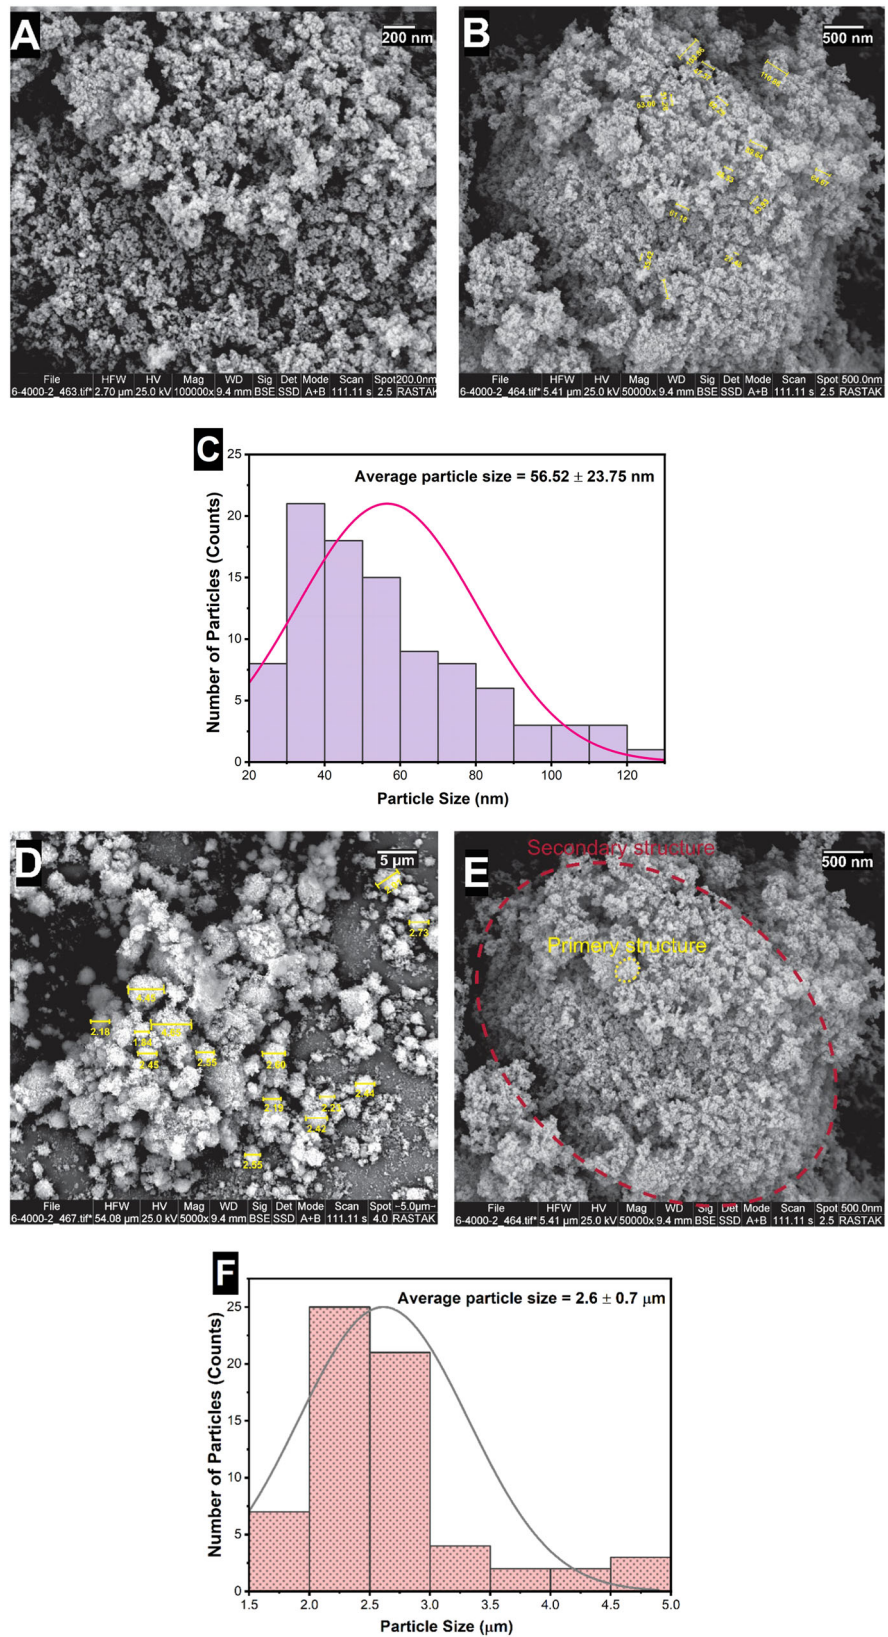 A
200 nm
File HFW HV Mag WD Sig Det Mode Scan Spot 200.0nm
6-4000-2_463.tif* 2.70 µm 25.0 kV 100000x 9.4 mm BSE SSD A+B 111.11 s 2.5 RASTAK
B
500 nm
53.00
61.18
File HFW HV Mag WD Sig Det Mode Scan Spot 500.0nm
6-4000-2_464.tif* 5.41 µm 25.0 kV 50000x 9.4 mm BSE SSD A+B 111.11 s 2.5 RASTAK
C
Average particle size = 56.52 ± 23.75 nm
Number of Particles (Counts)
25
20
15
10
5
0
20 40 60 80 100 120
Particle Size (nm)
D
5 µm
2.73
2.18
1.84
2.45
2.55
2.60
2.44
2.19
2.42
2.55
File HFW HV Mag WD Sig Det Mode Scan Spot ~5.0µm~
6-4000-2_467.tif* 54.08 µm 25.0 kV 5000x 9.4 mm BSE SSD A+B 111.11 s 4.0 RASTAK
E
Secondary structure
500 nm
Primery structure
File HFW HV Mag WD Sig Det Mode Scan Spot 500.0nm
6-4000-2_464.tif* 5.41 µm 25.0 kV 50000x 9.4 mm BSE SSD A+B 111.11 s 2.5 RASTAK
F
Average particle size = 2.6 ± 0.7 µm
Number of Particles (Counts)
25
20
15
10
5
0
1.5 2.0 2.5 3.0 3.5 4.0 4.5 5.0
Particle Size (µm)